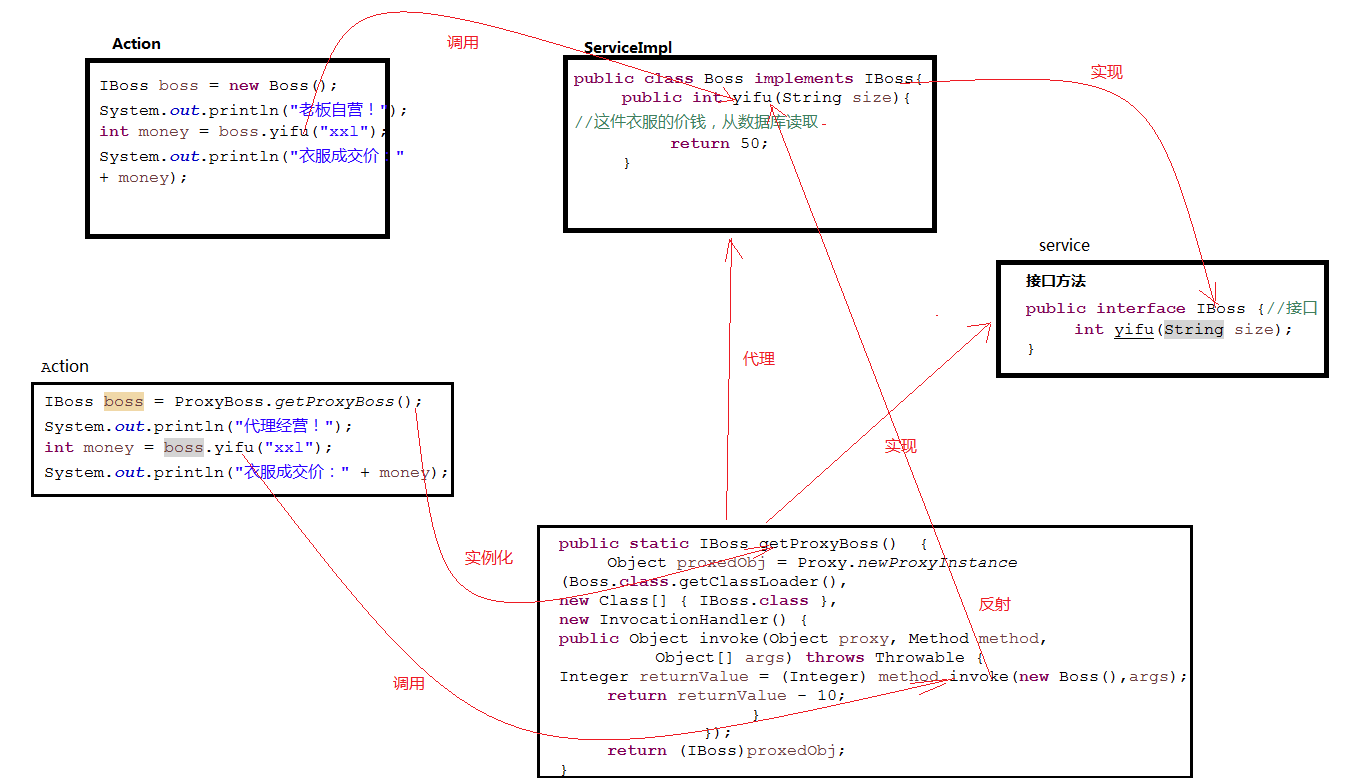 Action
IBoss boss = new Boss();
System.out.println("老板自营！");
int money = boss.yifu("xxl");
System.out.println("衣服成交价："
+ money);
调用
ServiceImpl
public class Boss implements IBoss{
public int yifu(String size){
//这件衣服的价钱，从数据库读取
return 50;
}
实现
service
接口方法
public interface IBoss {//接口
int yifu(String size);
}
Action
IBoss boss = ProxyBoss.getProxyBoss();
System.out.println("代理经营！");
int money = boss.yifu("xxl");
System.out.println("衣服成交价：" + money);
代理
实现
实例化
反射
调用
public static IBoss getProxyBoss() {
Object proxedObj = Proxy.newProxyInstance
(Boss.class.getClassLoader(),
new Class[] { IBoss.class },
new InvocationHandler() {
public Object invoke(Object proxy, Method method,
Object[] args) throws Throwable {
Integer returnValue = (Integer) method.invoke(new Boss(),args);
return returnValue - 10;
}
});
return (IBoss)proxedObj;
}